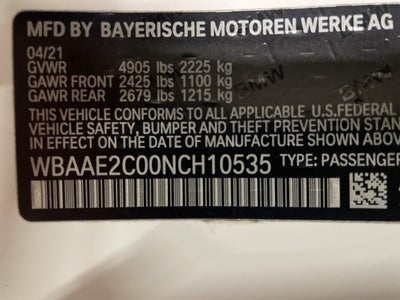 MFD BY BAYERISCHE MOTOREN WERKE AG
04/21
GVWR 4905 lbs 2225 kg
GAWR FRONT 2425 lbs 1100 kg
GAWR REAR 2679 lbs 1215 kg
THIS VEHICLE CONFORMS TO ALL APPLICABLE U.S.FEDERAL
VEHICLE SAFETY, BUMPER AND THEFT PREVENTION STANDA
IN EFFECT ON THE DATE OF MANUFACTURE SHOWN ABOVE
WBAAE2C00NCH10535 TYPE: PASSENGER
BMW